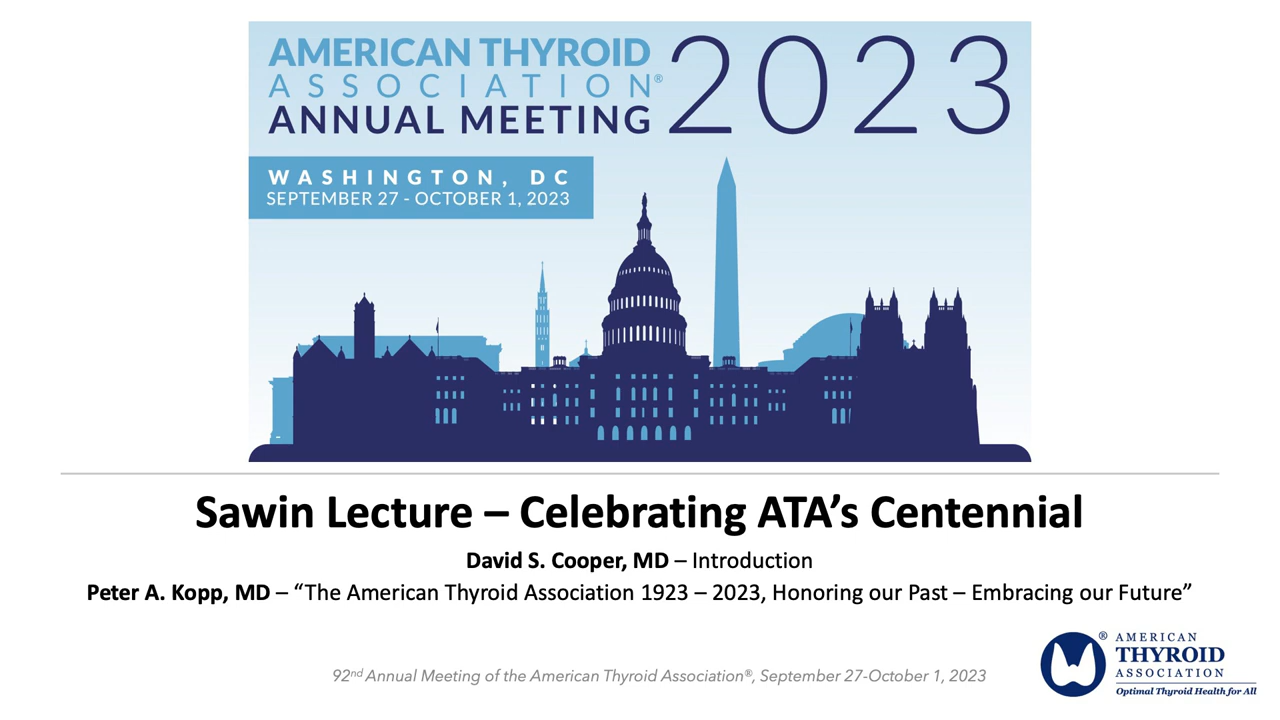 AMERICAN THYROID
ASSOCIATION®
ANNUAL MEETING
2023
WASHINGTON, DC
SEPTEMBER 27 - OCTOBER 1, 2023
Sawin Lecture – Celebrating ATA’s Centennial
David S. Cooper, MD – Introduction
Peter A. Kopp, MD – “The American Thyroid Association 1923 – 2023, Honoring our Past – Embracing our Future”
92nd Annual Meeting of the American Thyroid Association®, September 27-October 1, 2023
® AMERICAN
THYROID
ASSOCIATION
Optimal Thyroid Health for All